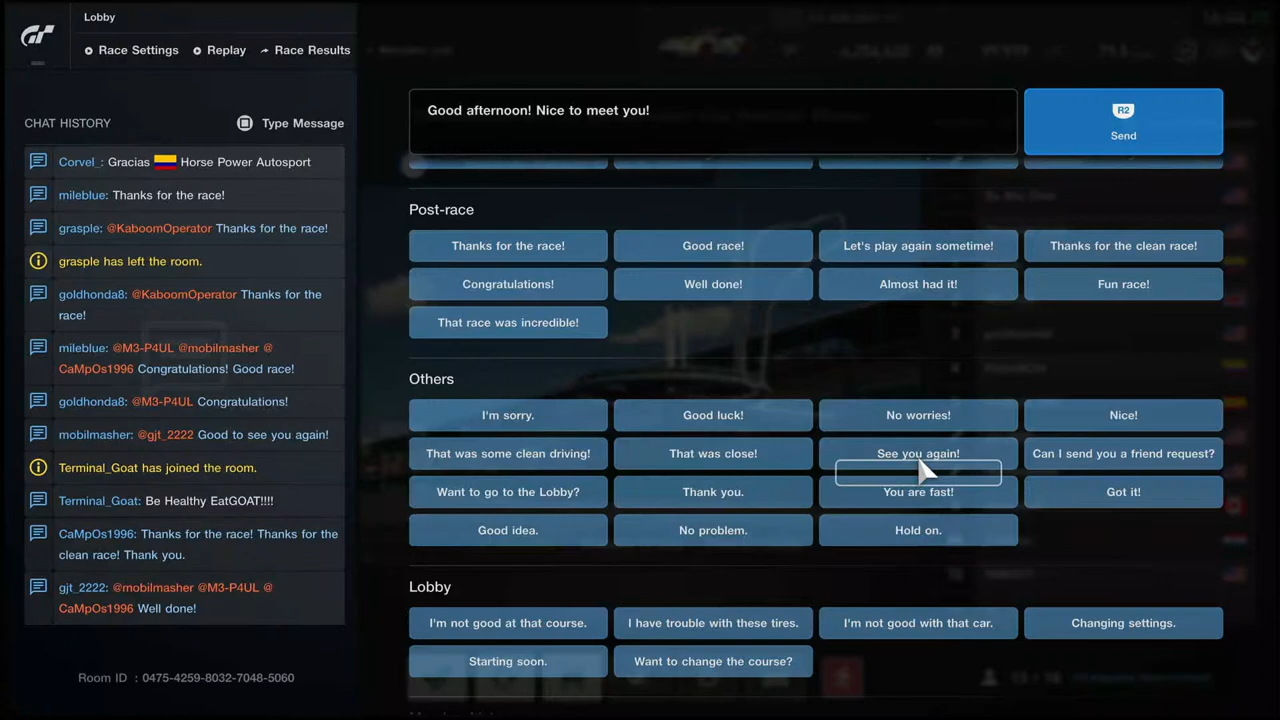 Lobby
Race Settings
Replay
Race Results
CHAT HISTORY
Type Message
Corvel_: Gracias Horse Power Autosport
mileblue: Thanks for the race!
grasple: @KaboomOperator Thanks for the race!
grasple has left the room.
goldhonda8: @KaboomOperator Thanks for the
race!
mileblue: @M3-P4UL @mobilmasher @
CaMpOs1996 Congratulations! Good race!
goldhonda8: @M3-P4UL Congratulations!
mobilmasher: @gjt_2222 Good to see you again!
Terminal_Goat has joined the room.
Terminal_Goat: Be Healthy EatGOAT!!!!
CaMpOs1996: Thanks for the race! Thanks for the
clean race! Thank you.
gjt_2222: @mobilmasher @M3-P4UL @
CaMpOs1996 Well done!
Room ID : 0475-4259-8032-7048-5060
Good afternoon! Nice to meet you!
R2
Send
Post-race
Thanks for the race!
Good race!
Let's play again sometime!
Thanks for the clean race!
Congratulations!
Well done!
Almost had it!
Fun race!
That race was incredible!
Others
I'm sorry.
Good luck!
No worries!
Nice!
That was some clean driving!
That was close!
See you again!
Can I send you a friend request?
Want to go to the Lobby?
Thank you.
You are fast!
Got it!
Good idea.
No problem.
Hold on.
Lobby
I'm not good at that course.
I have trouble with these tires.
I'm not good with that car.
Changing settings.
Starting soon.
Want to change the course?